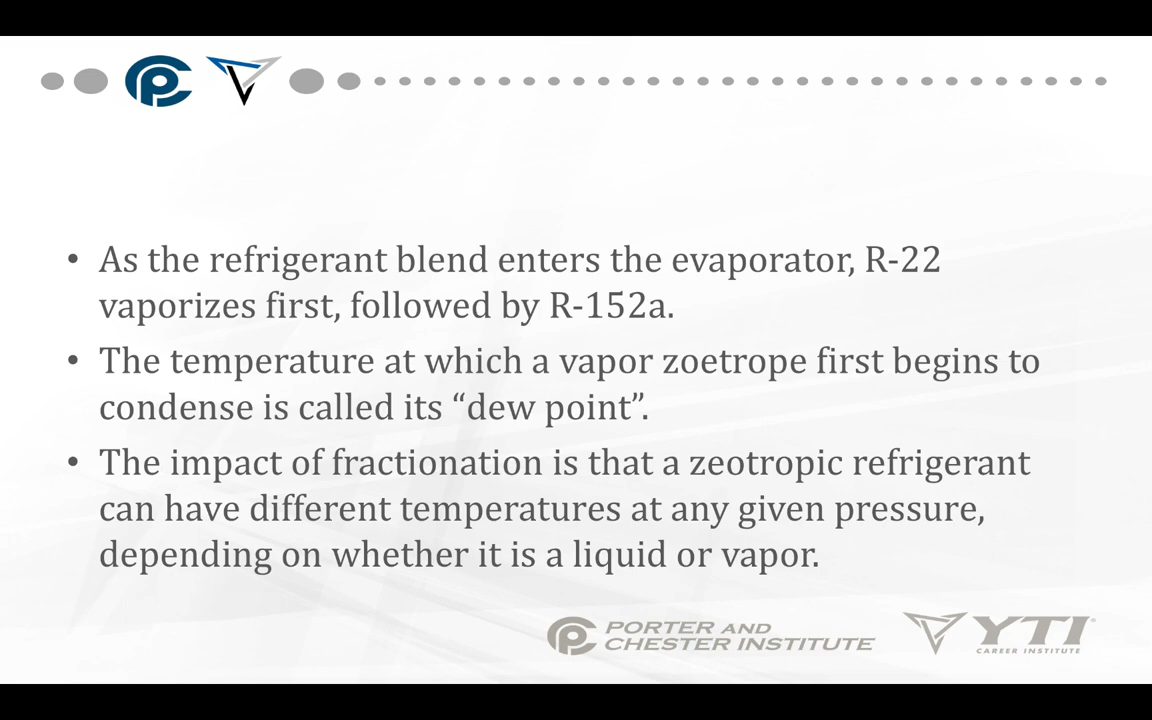 • As the refrigerant blend enters the evaporator, R-22
vaporizes first, followed by R-152a.
• The temperature at which a vapor zoetrope first begins to
condense is called its “dew point”.
• The impact of fractionation is that a zeotropic refrigerant
can have different temperatures at any given pressure,
depending on whether it is a liquid or vapor.
PORTER AND
CHESTER INSTITUTE
YTI
CAREER INSTITUTE